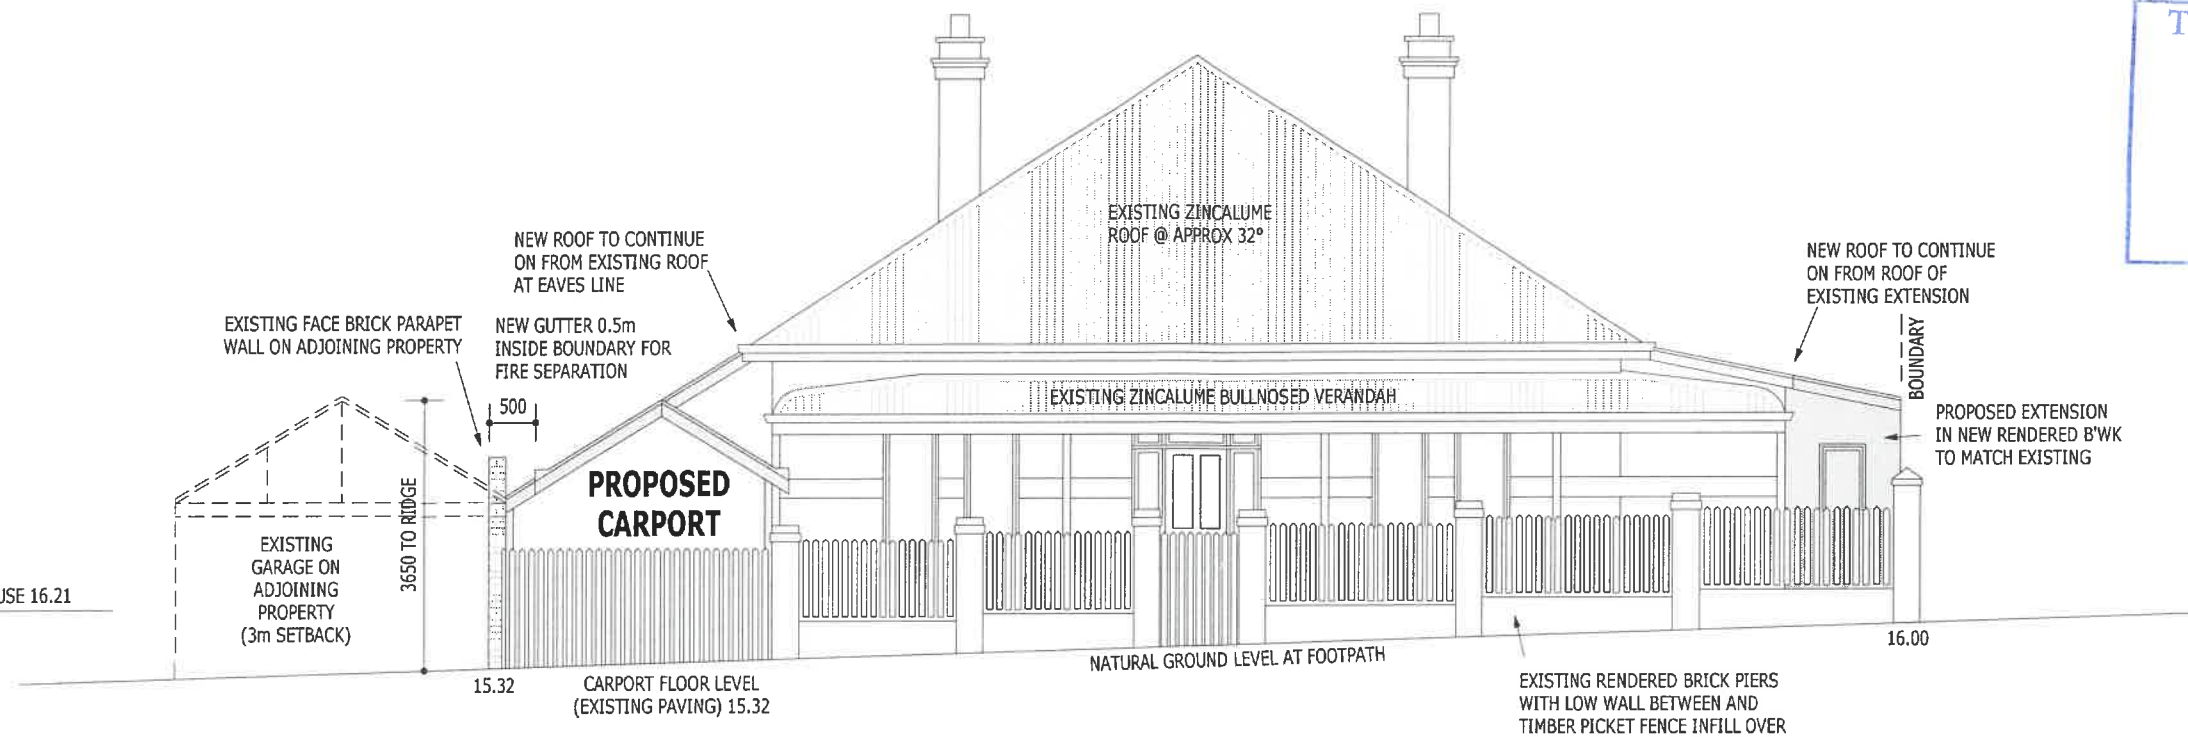 T
EXISTING ZINCALUME
ROOF @ APPROX 32°
NEW ROOF TO CONTINUE
ON FROM EXISTING ROOF
AT EAVES LINE
NEW ROOF TO CONTINUE
ON FROM ROOF OF
EXISTING EXTENSION
EXISTING FACE BRICK PARAPET
WALL ON ADJOINING PROPERTY
NEW GUTTER 0.5m
INSIDE BOUNDARY FOR
FIRE SEPARATION
BOUNDARY
500
EXISTING ZINCALUME BULLNOSED VERANDAH
PROPOSED EXTENSION
IN NEW RENDERED B'WK
TO MATCH EXISTING
PROPOSED
CARPORT
3650 TO RIDGE
EXISTING
GARAGE ON
ADJOINING
PROPERTY
(3m SETBACK)
USE 16.21
16.00
NATURAL GROUND LEVEL AT FOOTPATH
15.32
CARPORT FLOOR LEVEL
(EXISTING PAVING) 15.32
EXISTING RENDERED BRICK PIERS
WITH LOW WALL BETWEEN AND
TIMBER PICKET FENCE INFILL OVER